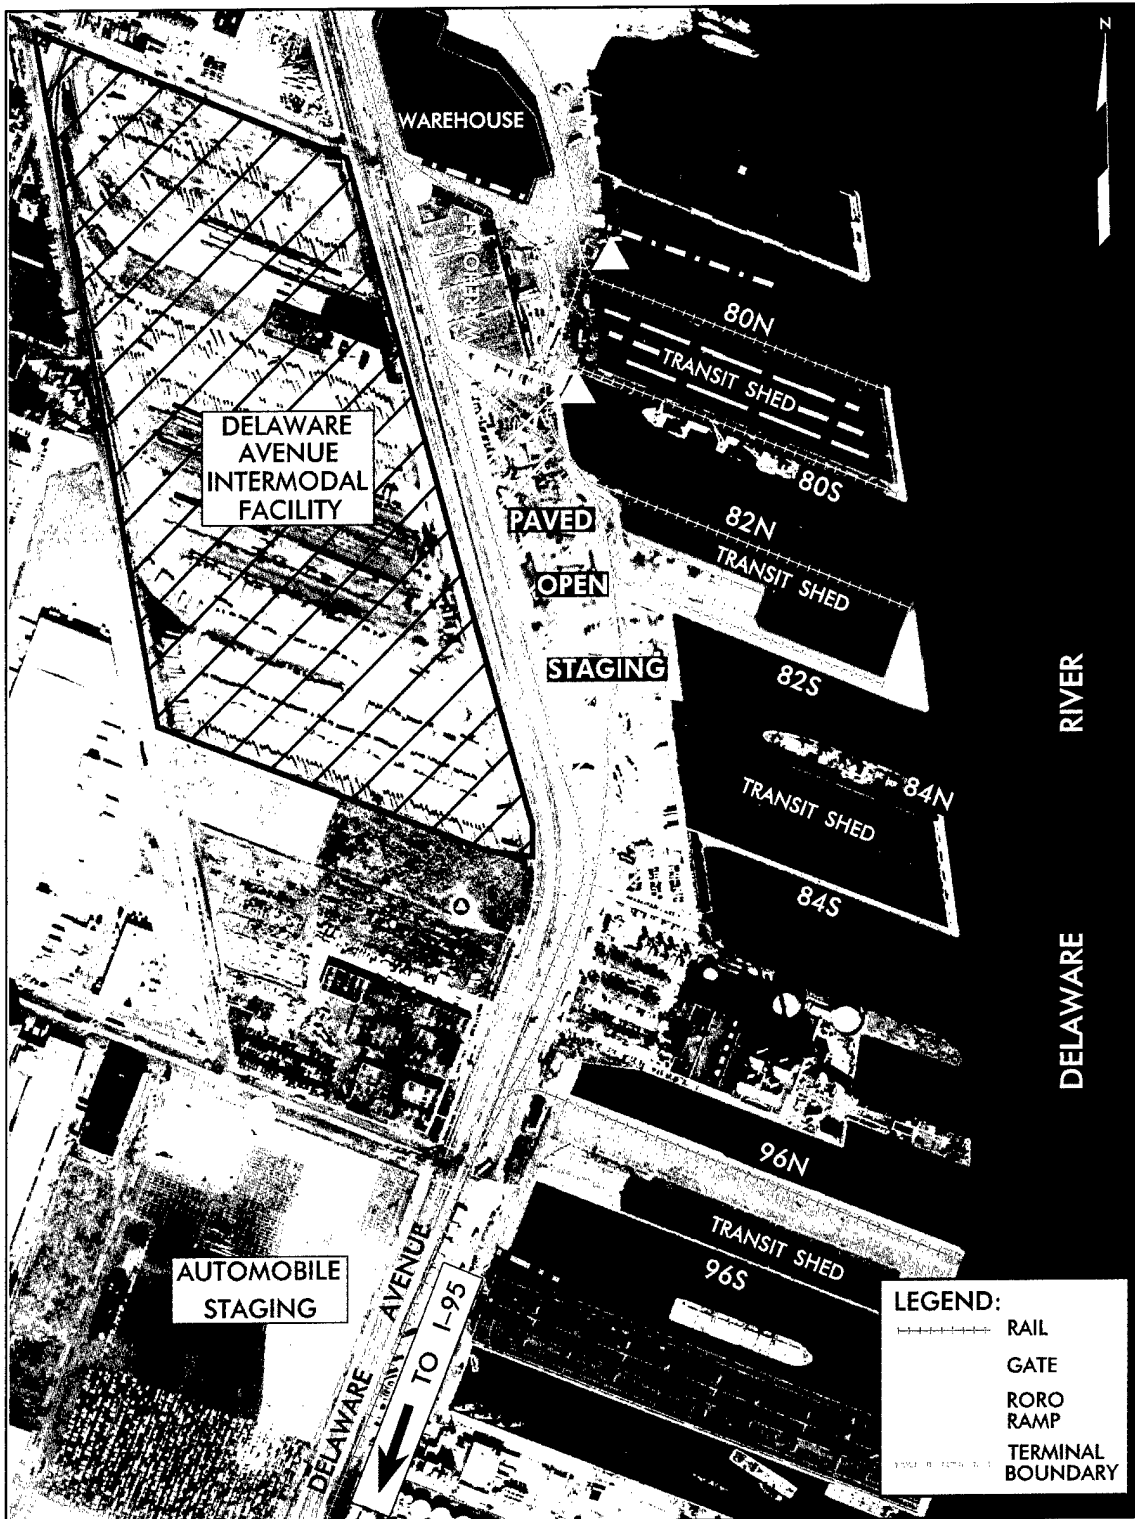 N
WAREHOUSE
WAREHOUSE
80N
TRANSIT SHED
80S
DELAWARE
AVENUE
INTERMODAL
FACILITY
PAVED
OPEN
STAGING
82N
TRANSIT SHED
82S
84N
TRANSIT SHED
84S
DELAWARE RIVER
96N
TRANSIT SHED
96S
AUTOMOBILE
STAGING
DELAWARE AVENUE
TO I-95
LEGEND:
RAIL
GATE
RORO
RAMP
TERMINAL
BOUNDARY